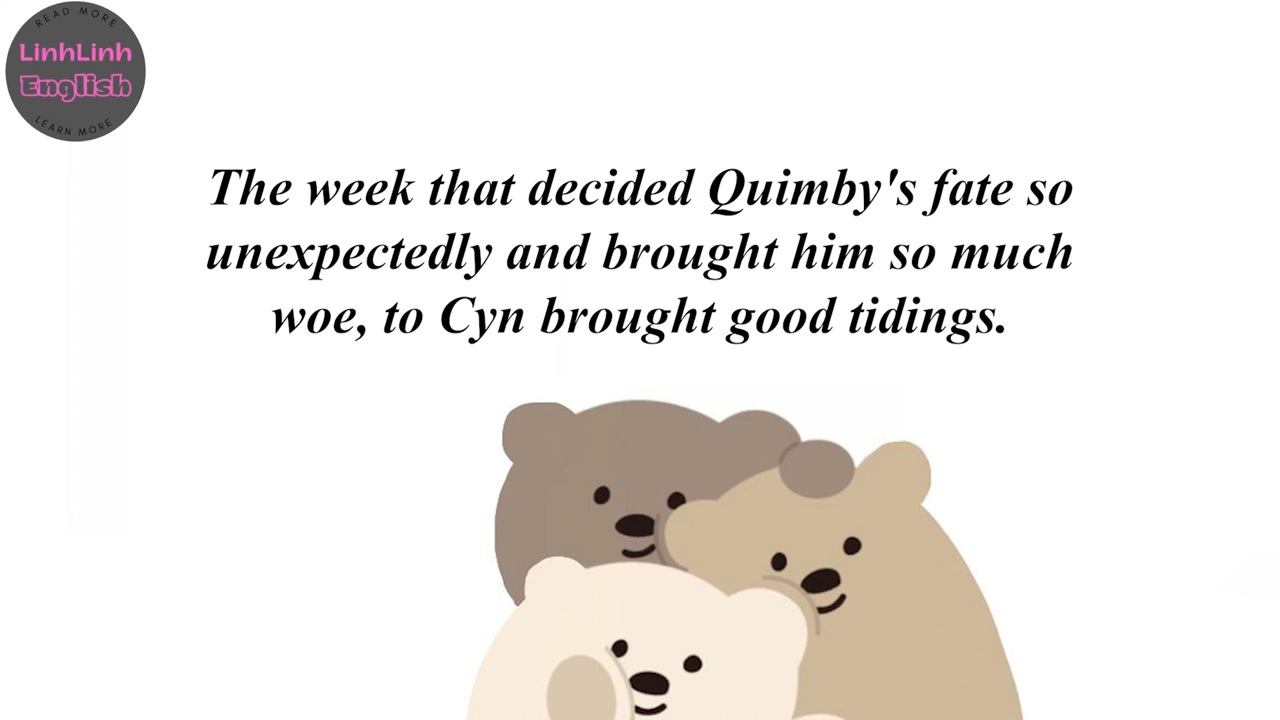 READ MORE
LinhLinh
English
LEARN MORE
The week that decided Quimby's fate so
unexpectedly and brought him so much
woe, to Cyn brought good tidings.